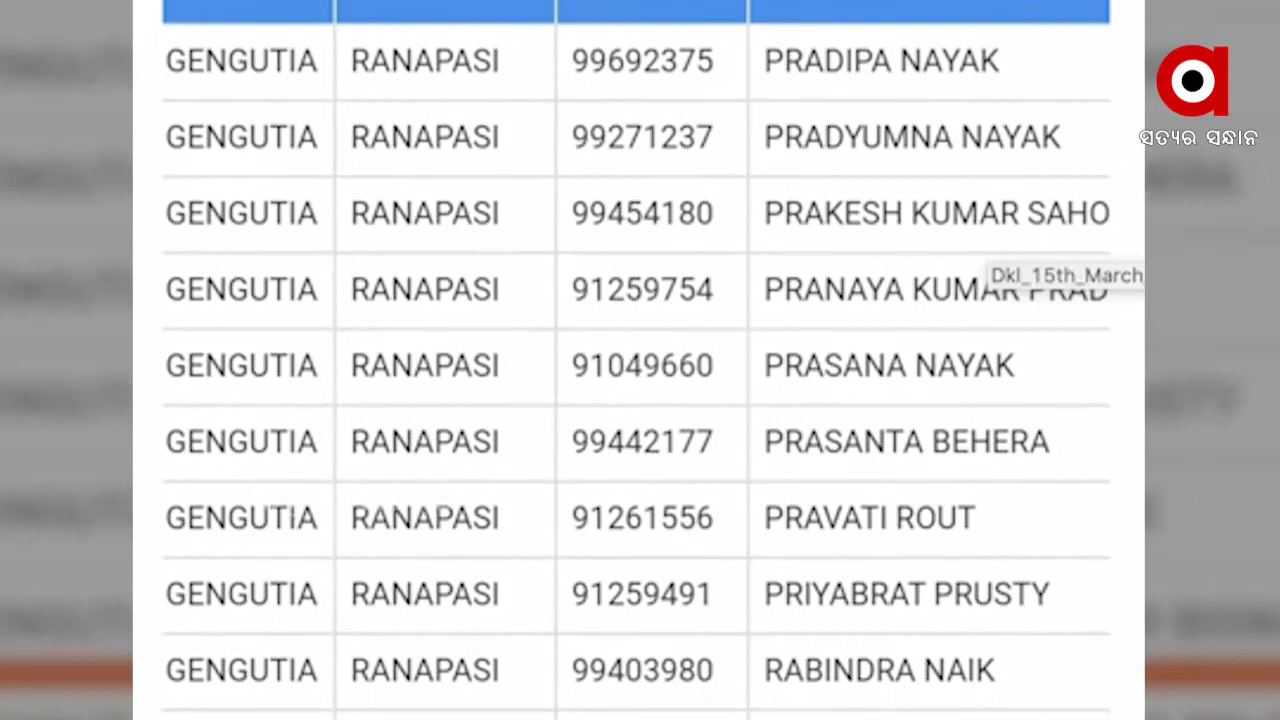 GENGUTIA RANAPASI 99692375 PRADIPA NAYAK
GENGUTIA RANAPASI 99271237 PRADYUMNA NAYAK
ସତ୍ୟର ସନ୍ଧାନ
GENGUTIA RANAPASI 99454180 PRAKESH KUMAR SAHO
Dkl_15th_March
GENGUTIA RANAPASI 91259754 PRANAYA KUMAR PRAD
GENGUTIA RANAPASI 91049660 PRASANA NAYAK
GENGUTIA RANAPASI 99442177 PRASANTA BEHERA
GENGUTIA RANAPASI 91261556 PRAVATI ROUT
GENGUTIA RANAPASI 91259491 PRIYABRAT PRUSTY
GENGUTIA RANAPASI 99403980 RABINDRA NAIK